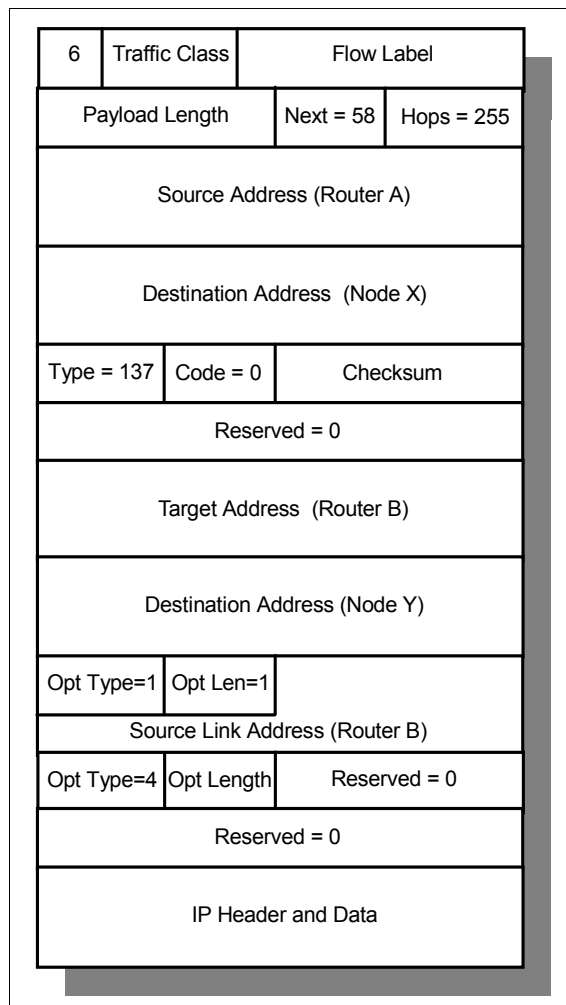 6 Traffic Class Flow Label
Payload Length Next = 58 Hops = 255
Source Address (Router A)
Destination Address (Node X)
Type = 137 Code = 0 Checksum
Reserved = 0
Target Address (Router B)
Destination Address (Node Y)
Opt Type=1 Opt Len=1
Source Link Address (Router B)
Opt Type=4 Opt Length Reserved = 0
Reserved = 0
IP Header and Data